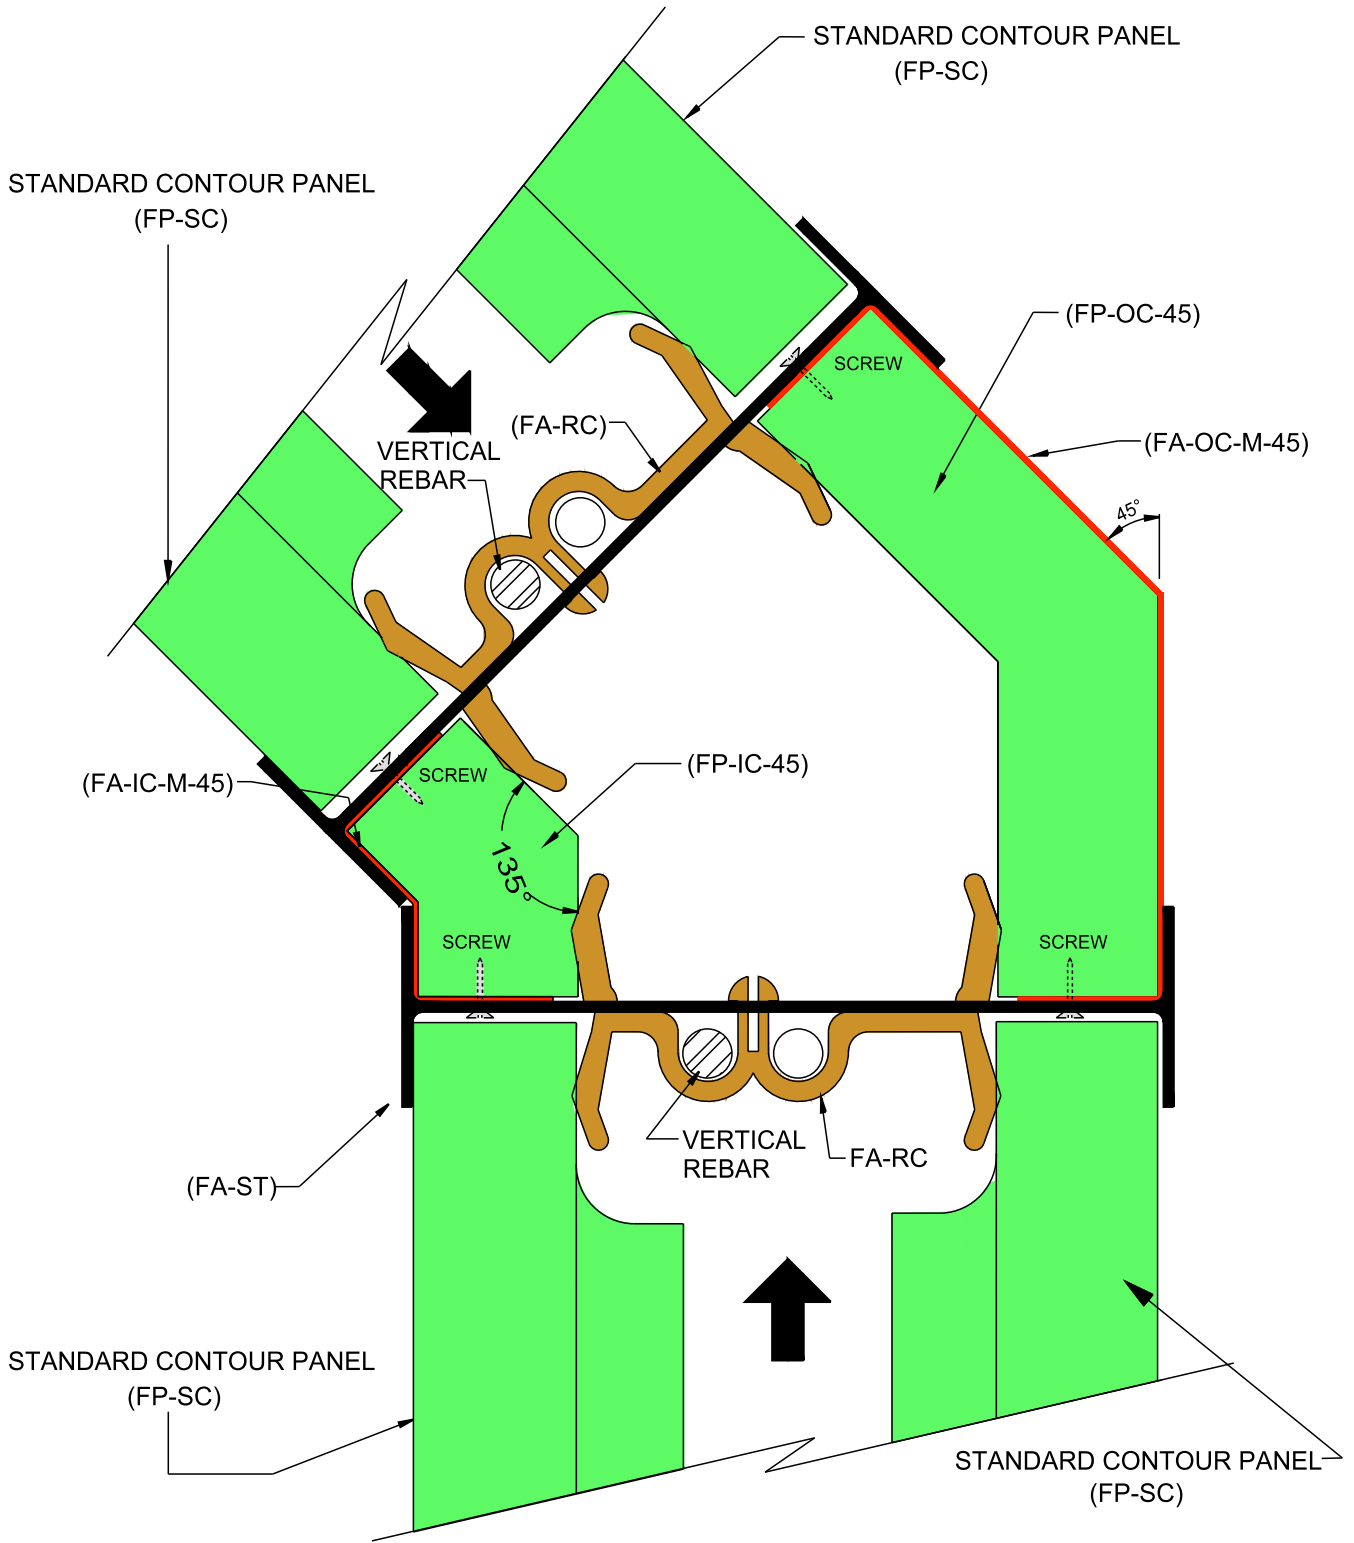 STANDARD CONTOUR PANEL
(FP-SC)
STANDARD CONTOUR PANEL
(FP-SC)
(FP-OC-45)
SCREW
(FA-RC)
(FA-OC-M-45)
VERTICAL
REBAR
45°
(FP-IC-45)
SCREW
(FA-IC-M-45)
135°
SCREW
SCREW
VERTICAL
REBAR
FA-RC
(FA-ST)
STANDARD CONTOUR PANEL
(FP-SC)
STANDARD CONTOUR PANEL
(FP-SC)